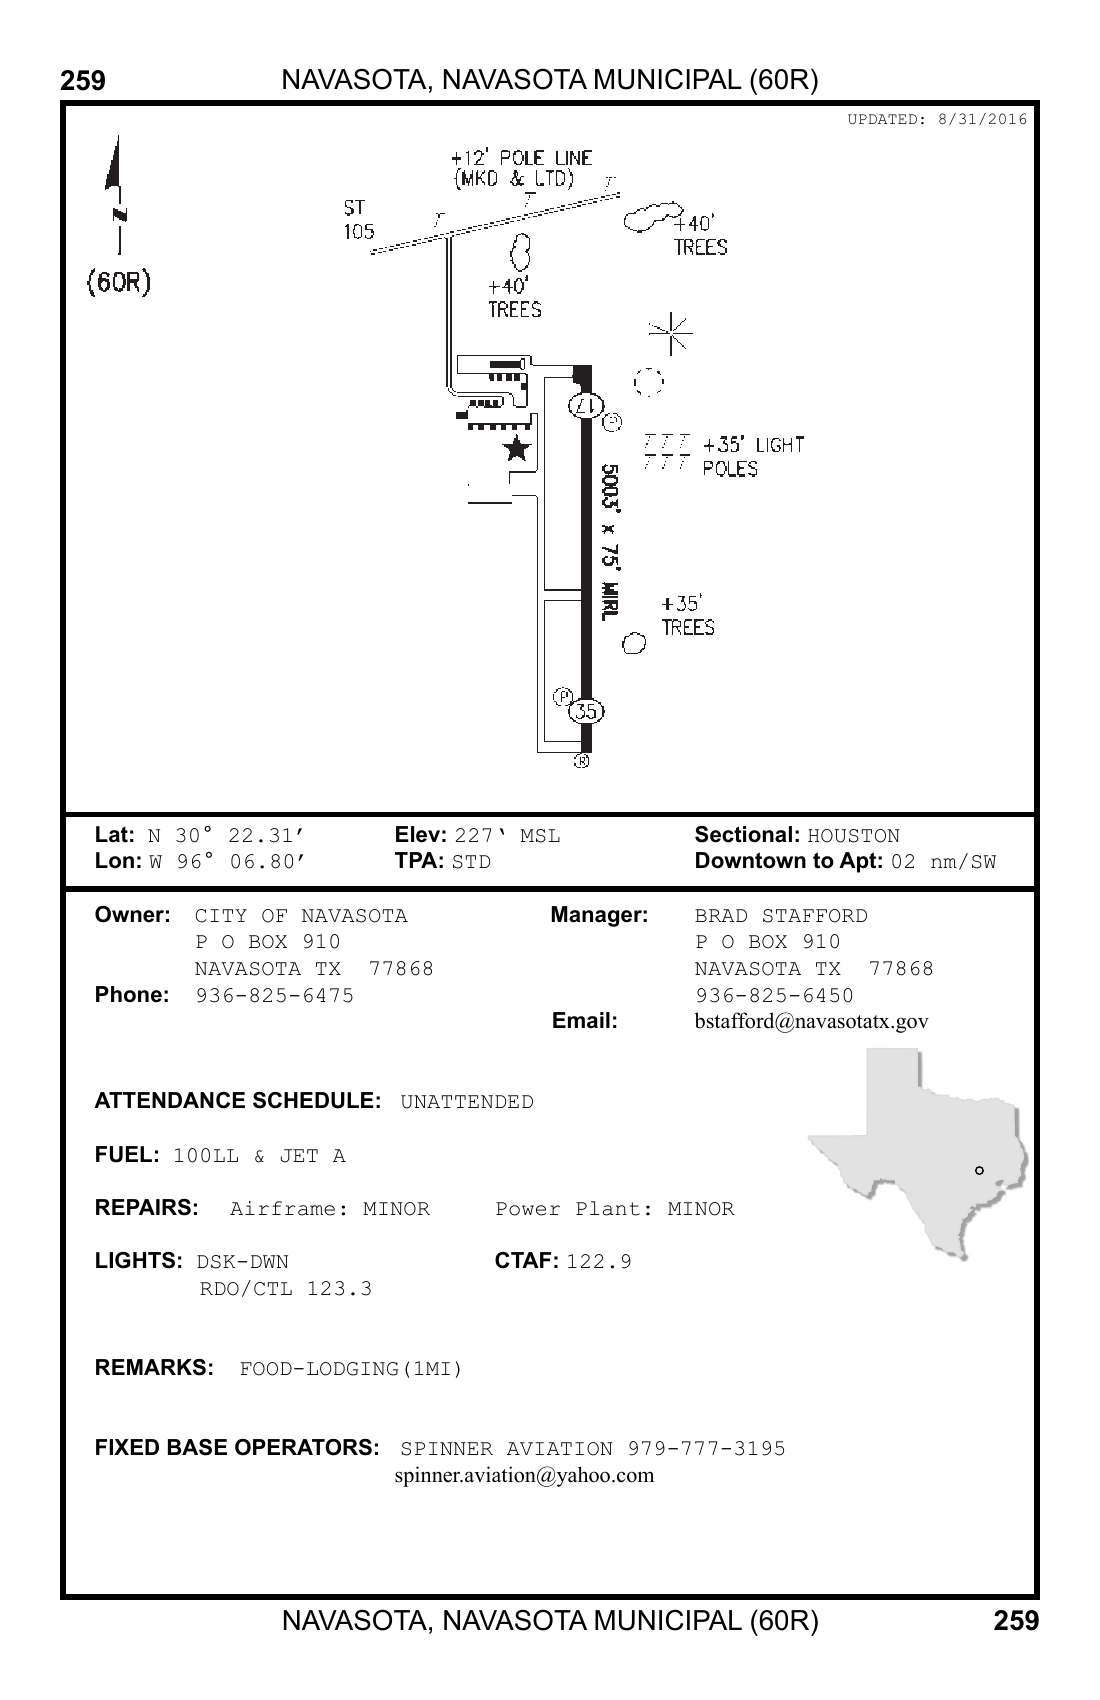 259 NAVASOTA, NAVASOTA MUNICIPAL (60R)
UPDATED: 8/31/2016
+12' POLE LINE
(MKD & LTD)
T T T
ST
105
+40'
TREES
N
(60R)
+40'
TREES
17
P
T T T +35' LIGHT
T T T POLES
5003' x 75' MIRL
+35'
TREES
P
35
R
Lat: N 30° 22.31′ Elev: 227‘ MSL Sectional: HOUSTON
Lon: W 96° 06.80′ TPA: STD Downtown to Apt: 02 nm/SW
Owner: CITY OF NAVASOTA Manager: BRAD STAFFORD
P O BOX 910 P O BOX 910
NAVASOTA TX 77868 NAVASOTA TX 77868
Phone: 936-825-6475 936-825-6450
Email: bstafford@navasotatx.gov
ATTENDANCE SCHEDULE: UNATTENDED
FUEL: 100LL & JET A
REPAIRS: Airframe: MINOR Power Plant: MINOR
LIGHTS: DSK-DWN CTAF: 122.9
RDO/CTL 123.3
REMARKS: FOOD-LODGING(1MI)
FIXED BASE OPERATORS: SPINNER AVIATION 979-777-3195
spinner.aviation@yahoo.com
NAVASOTA, NAVASOTA MUNICIPAL (60R) 259